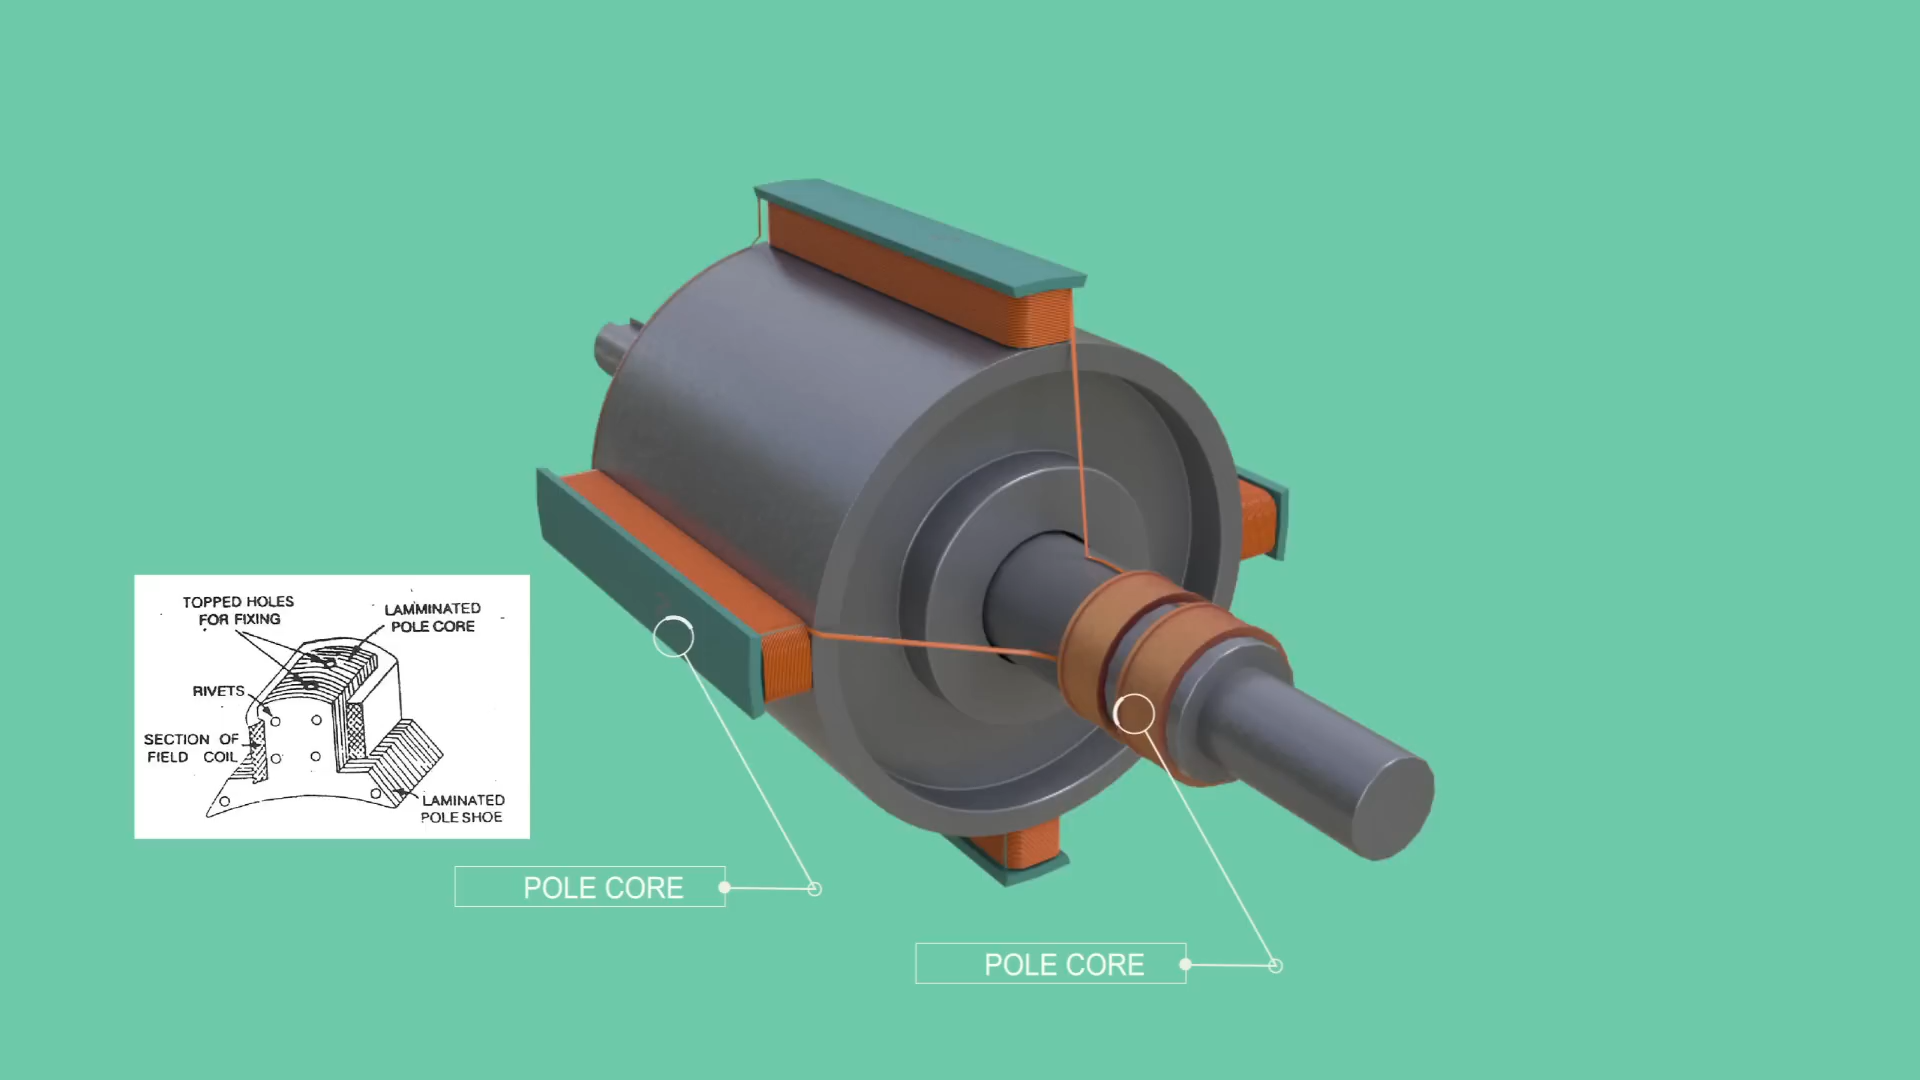 TOPPED HOLES
FOR FIXING
LAMMINATED
POLE CORE
RIVETS
SECTION OF
FIELD COIL
LAMINATED
POLE SHOE
POLE CORE
POLE CORE